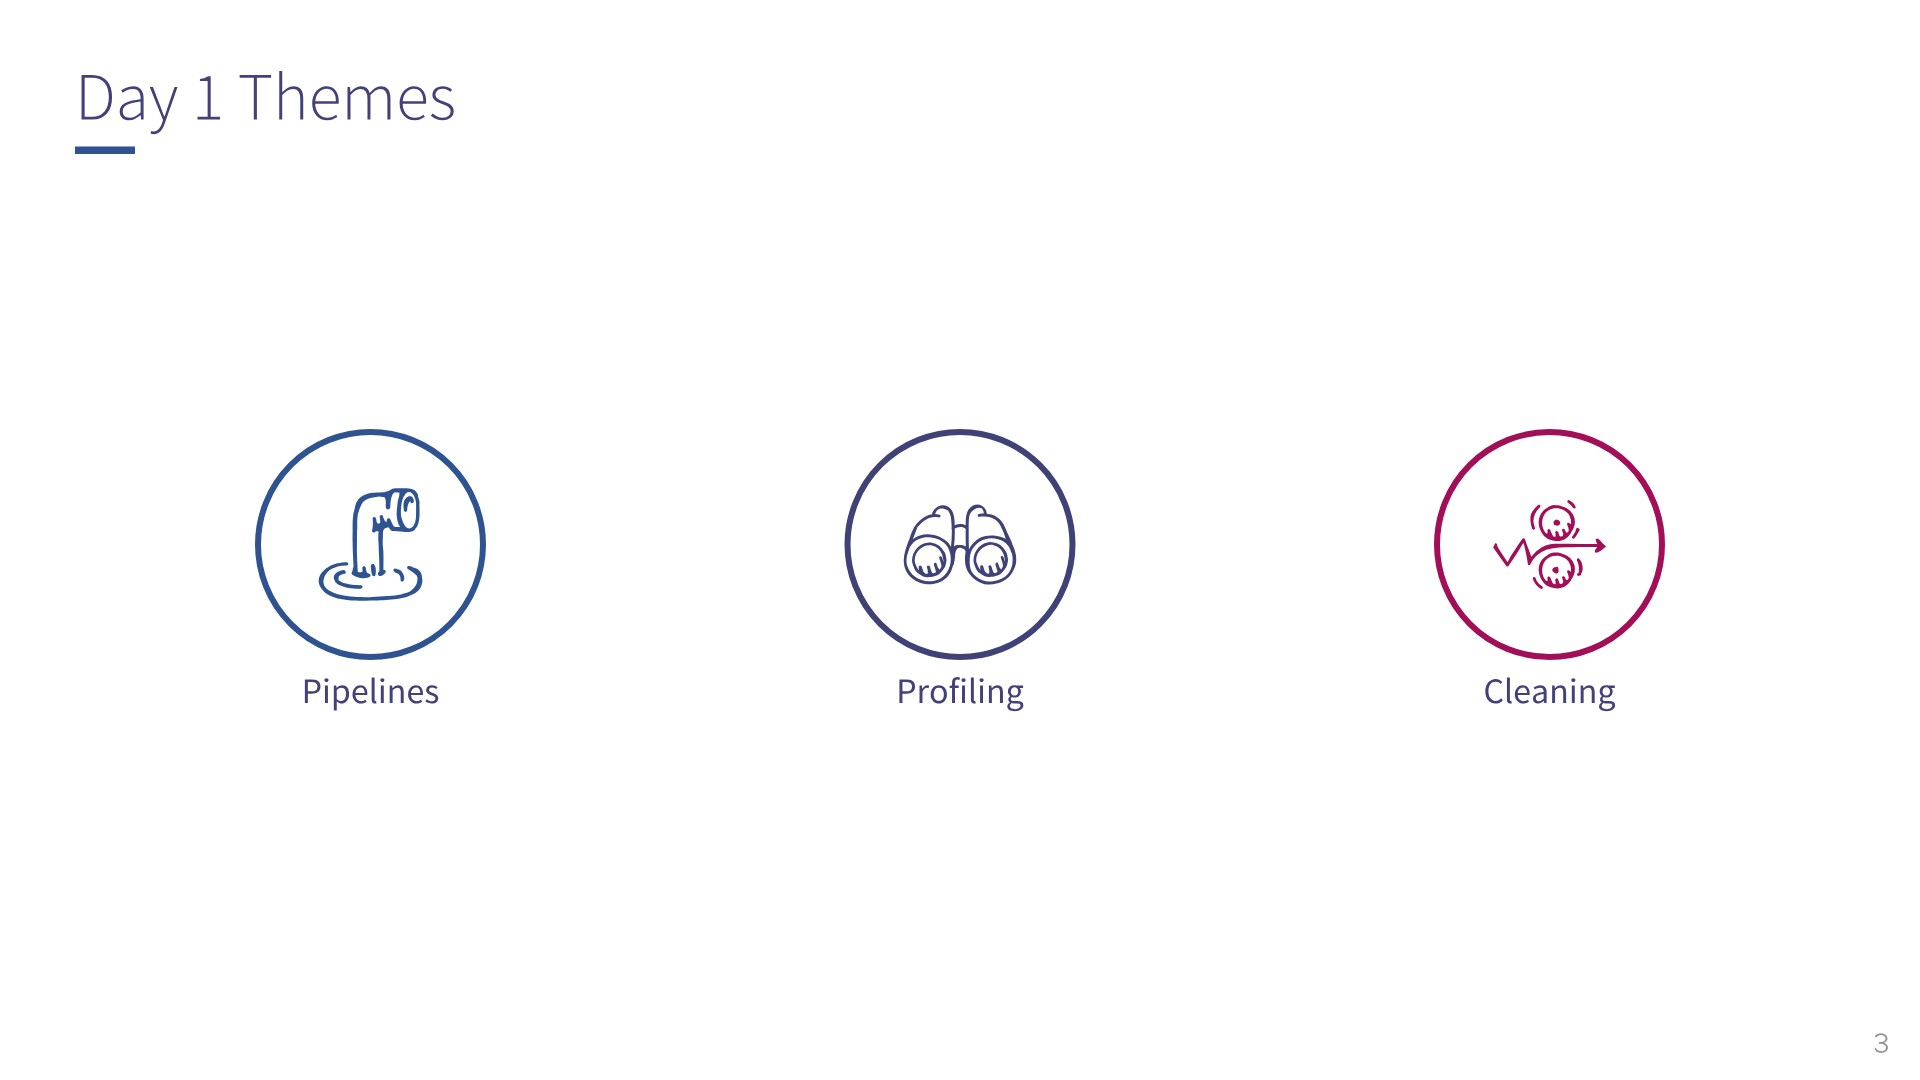 Day 1 Themes
Pipelines
Profiling
Cleaning
3